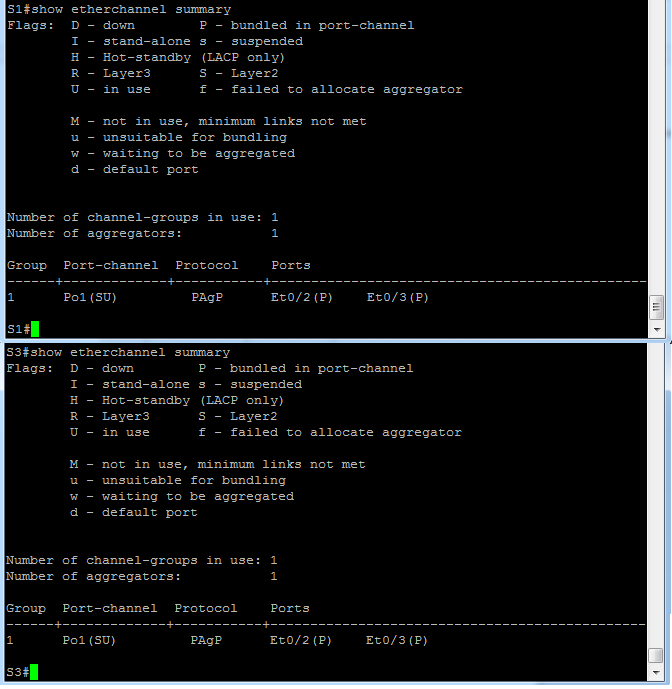 S1#show etherchannel summary
Flags:  D - down        P - bundled in port-channel
        I - stand-alone s - suspended
        H - Hot-standby (LACP only)
        R - Layer3      S - Layer2
        U - in use      f - failed to allocate aggregator

        M - not in use, minimum links not met
        u - unsuitable for bundling
        w - waiting to be aggregated
        d - default port


Number of channel-groups in use: 1
Number of aggregators:           1

Group  Port-channel  Protocol    Ports
------+-------------+-----------+-----------------------------------------------
1      Po1(SU)         PAgP      Et0/2(P)    Et0/3(P)

S1#
S3#show etherchannel summary
Flags:  D - down        P - bundled in port-channel
        I - stand-alone s - suspended
        H - Hot-standby (LACP only)
        R - Layer3      S - Layer2
        U - in use      f - failed to allocate aggregator

        M - not in use, minimum links not met
        u - unsuitable for bundling
        w - waiting to be aggregated
        d - default port


Number of channel-groups in use: 1
Number of aggregators:           1

Group  Port-channel  Protocol    Ports
------+-------------+-----------+-----------------------------------------------
1      Po1(SU)         PAgP      Et0/2(P)    Et0/3(P)

S3#